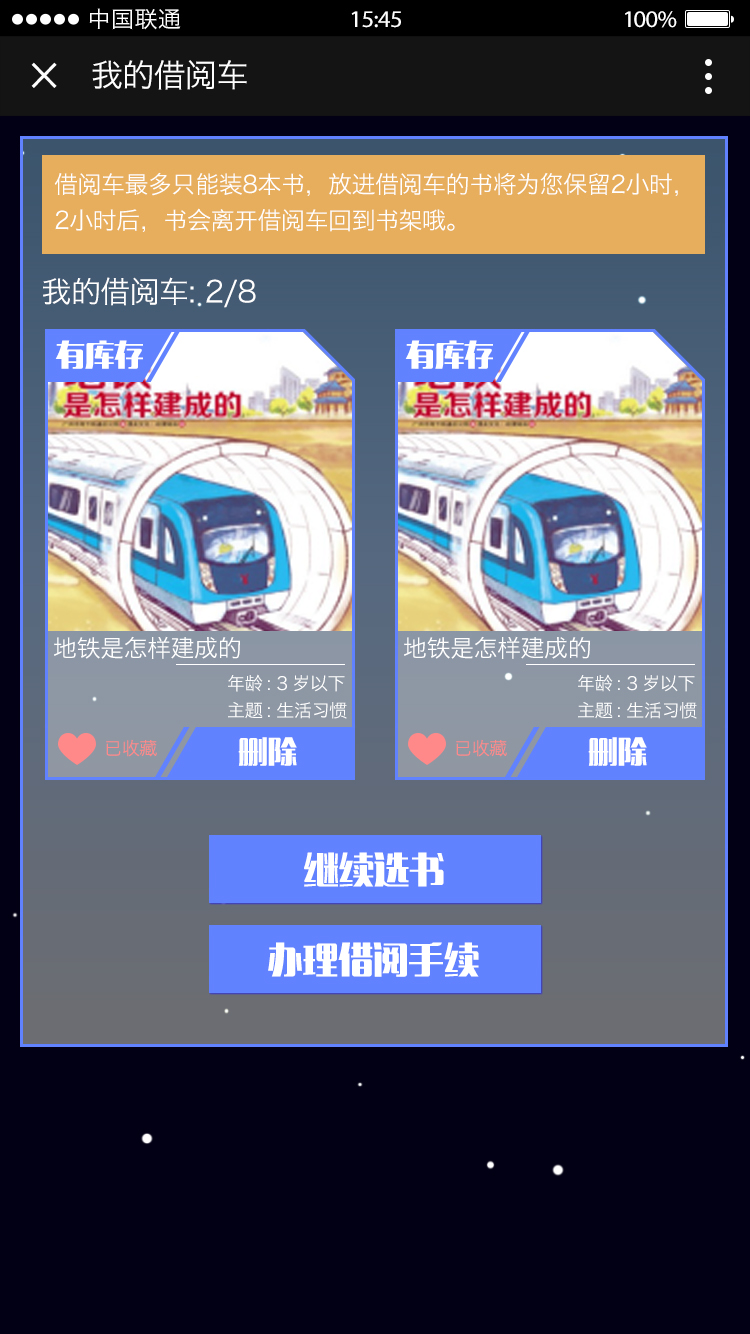 中国联通 15:45 100%
我的借阅车
借阅车最多只能装8本书，放进借阅车的书将为您保留2小时，
2小时后，书会离开借阅车回到书架哦。
我的借阅车: 2/8
有库存
地铁
是怎样建成的
地铁是怎样建成的
年龄 : 3 岁以下
主题 : 生活习惯
已收藏 删除
有库存
地铁
是怎样建成的
地铁是怎样建成的
年龄 : 3 岁以下
主题 : 生活习惯
已收藏 删除
继续选书
办理借阅手续